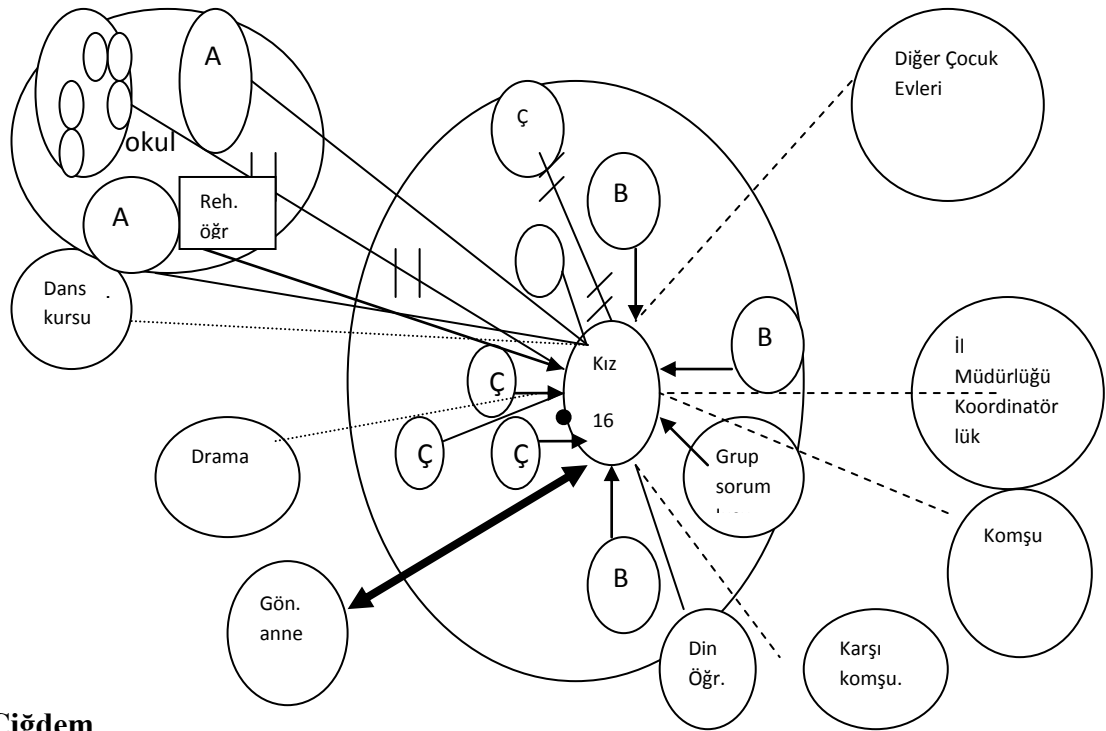 A
okul
A
Reh.
öğr
Dans .
kursu
Drama
Gön.
anne
Ç
B
B
Ç
Ç
Ç
Kız
16
B
Grup
sorum
Din
Öğr.
Karşı
komşu.
Diğer Çocuk
Evleri
İl
Müdürlüğü
Koordinatör
lük
Komşu
Çiğdem